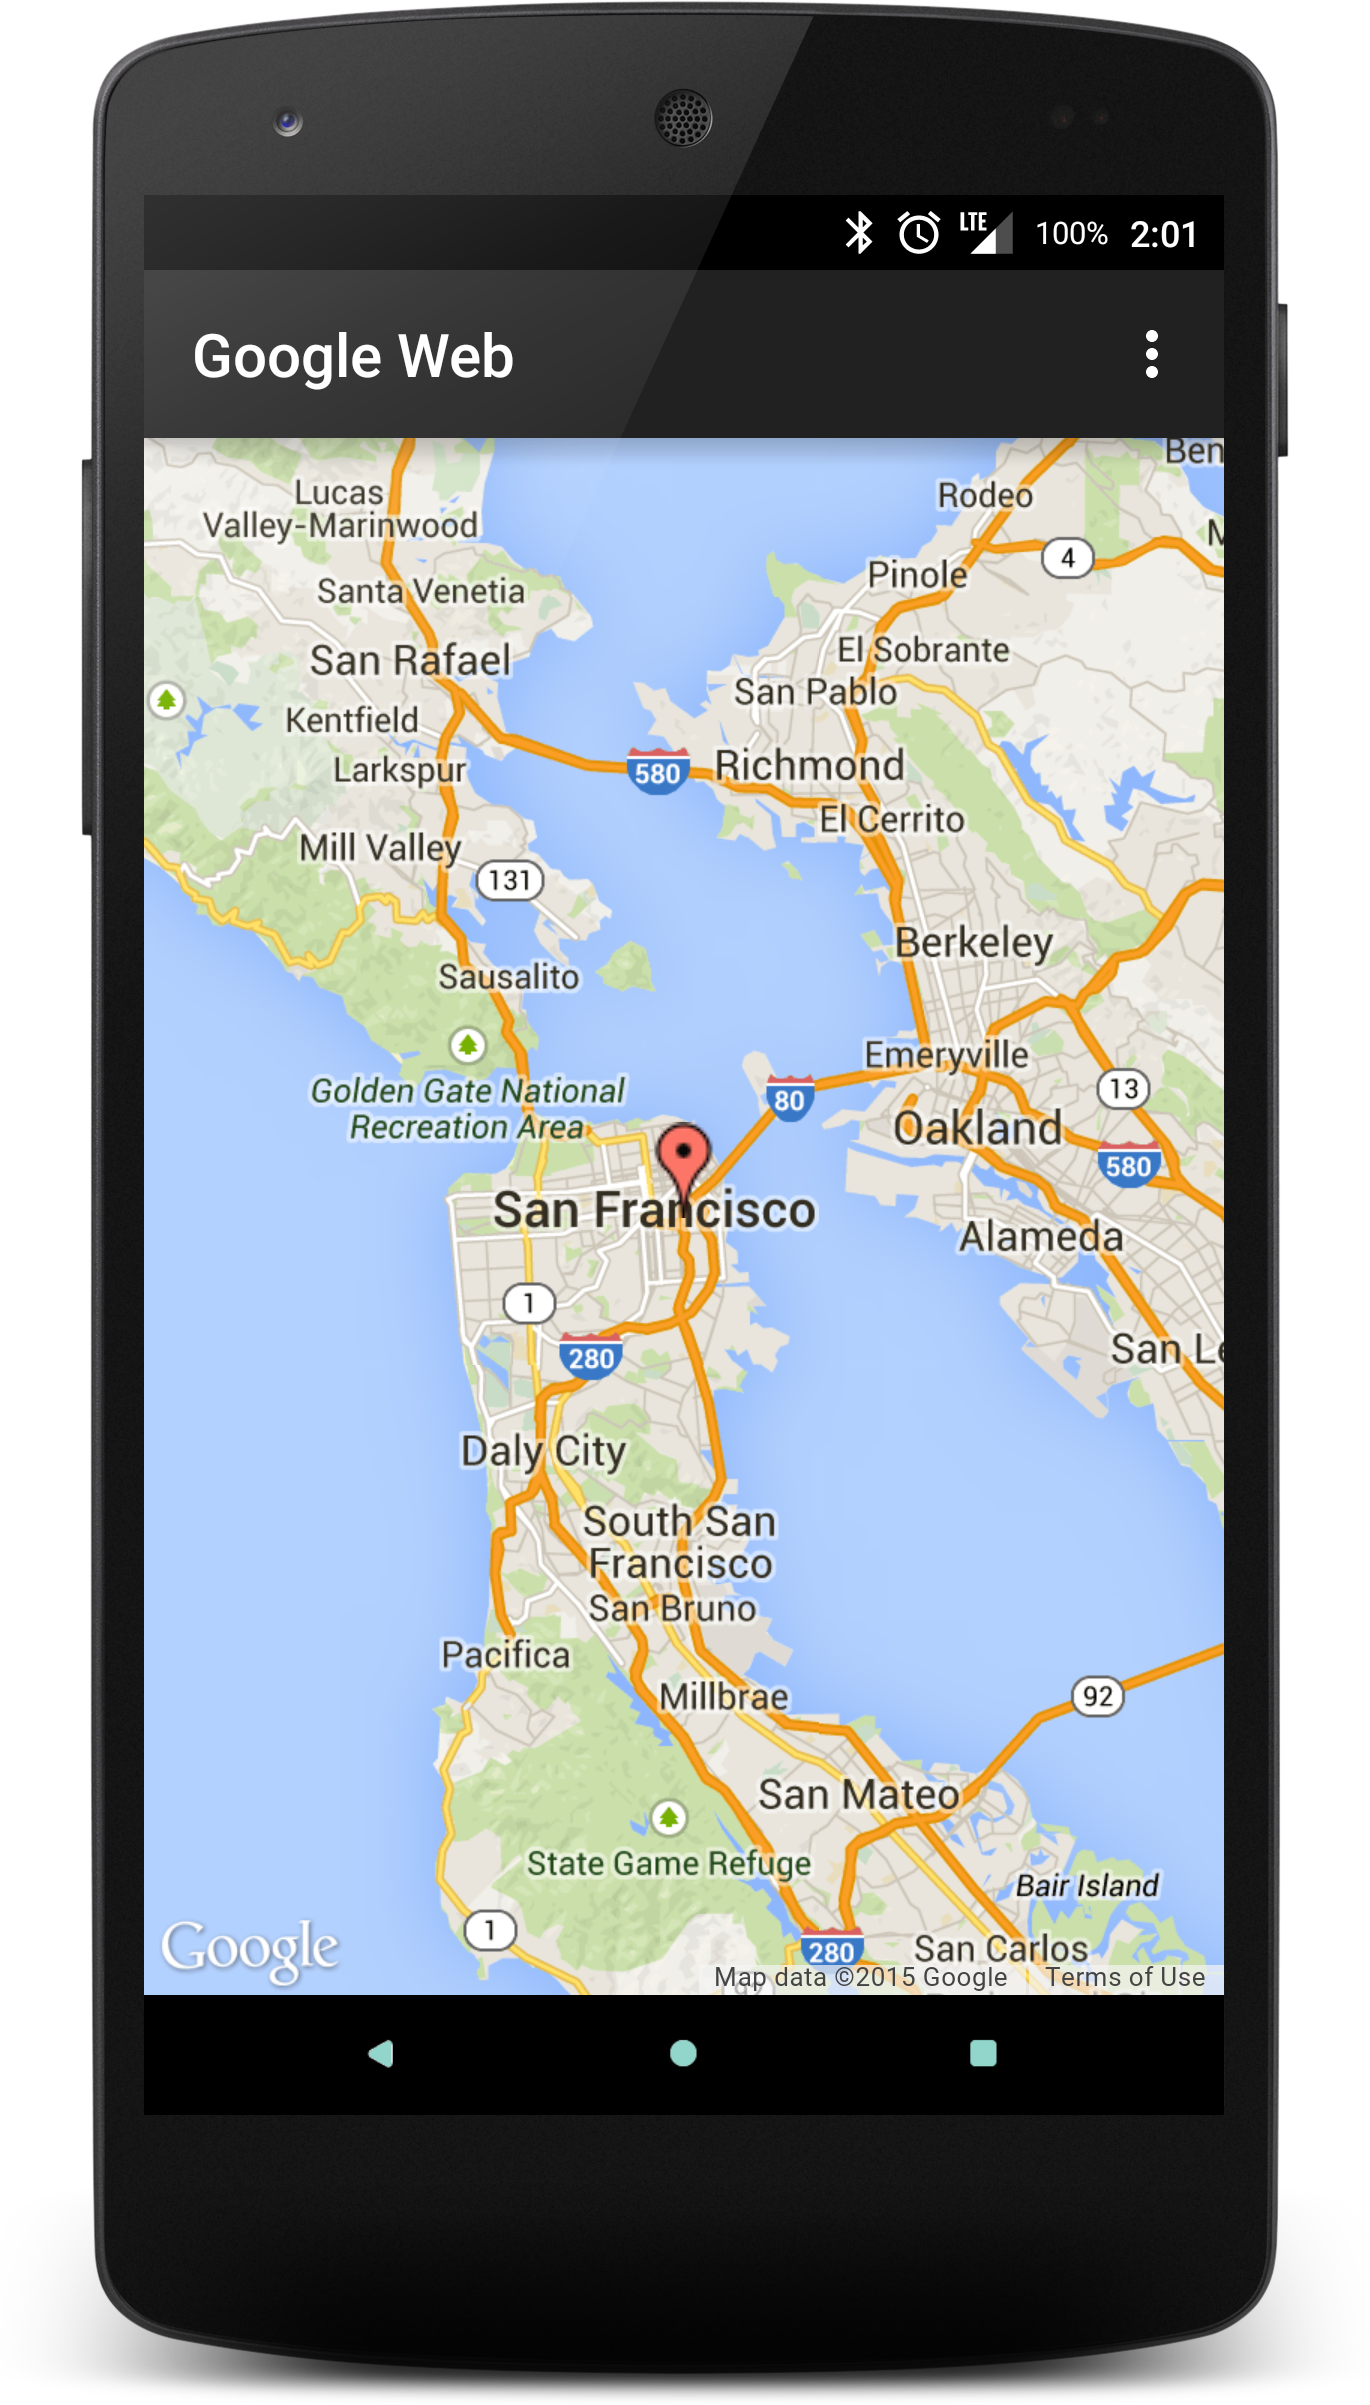 LTE 100% 2:01
Google Web
Ben
Lucas
Valley-Marinwood
Rodeo
M
4
Pinole
Santa Venetia
El Sobrante
San Rafael
San Pablo
Kentfield
Larkspur
580
Richmond
El Cerrito
Mill Valley
131
Berkeley
Sausalito
Emeryville
Golden Gate National
Recreation Area
80
13
Oakland
580
San Francisco
Alameda
1
280
San Le
Daly City
South San
Francisco
San Bruno
Pacifica
Millbrae
92
San Mateo
State Game Refuge
Bair Island
1
Google
280
San Carlos
Map data ©2015 Google
Terms of Use